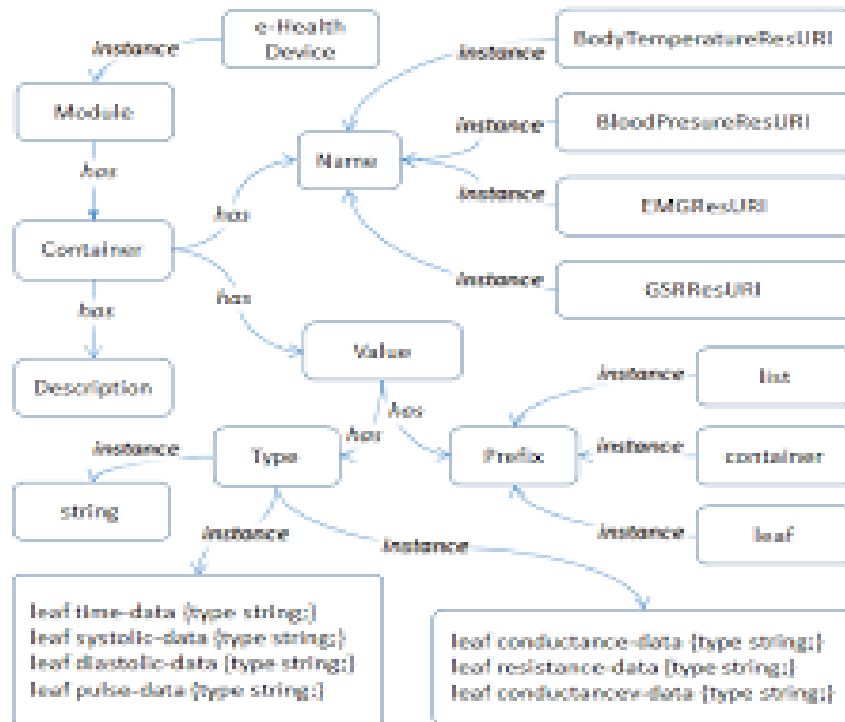 e-Health
Device
instance
Module
has
Container
has
Description
has
has
Name
instance
BodyTemperatureResURI
instance
BloodPresureResURI
instance
EMGResURI
instance
GSRResURI
Value
has
has
Type
Prefix
instance
list
instance
container
instance
leaf
instance
string
instance
instance
leaf time-data {type string;}
leaf systolic-data {type string;}
leaf diastolic-data {type string;}
leaf pulse-data {type string;}
leaf conductance-data {type string;}
leaf resistance-data {type string;}
leaf conductancev-data {type string;}